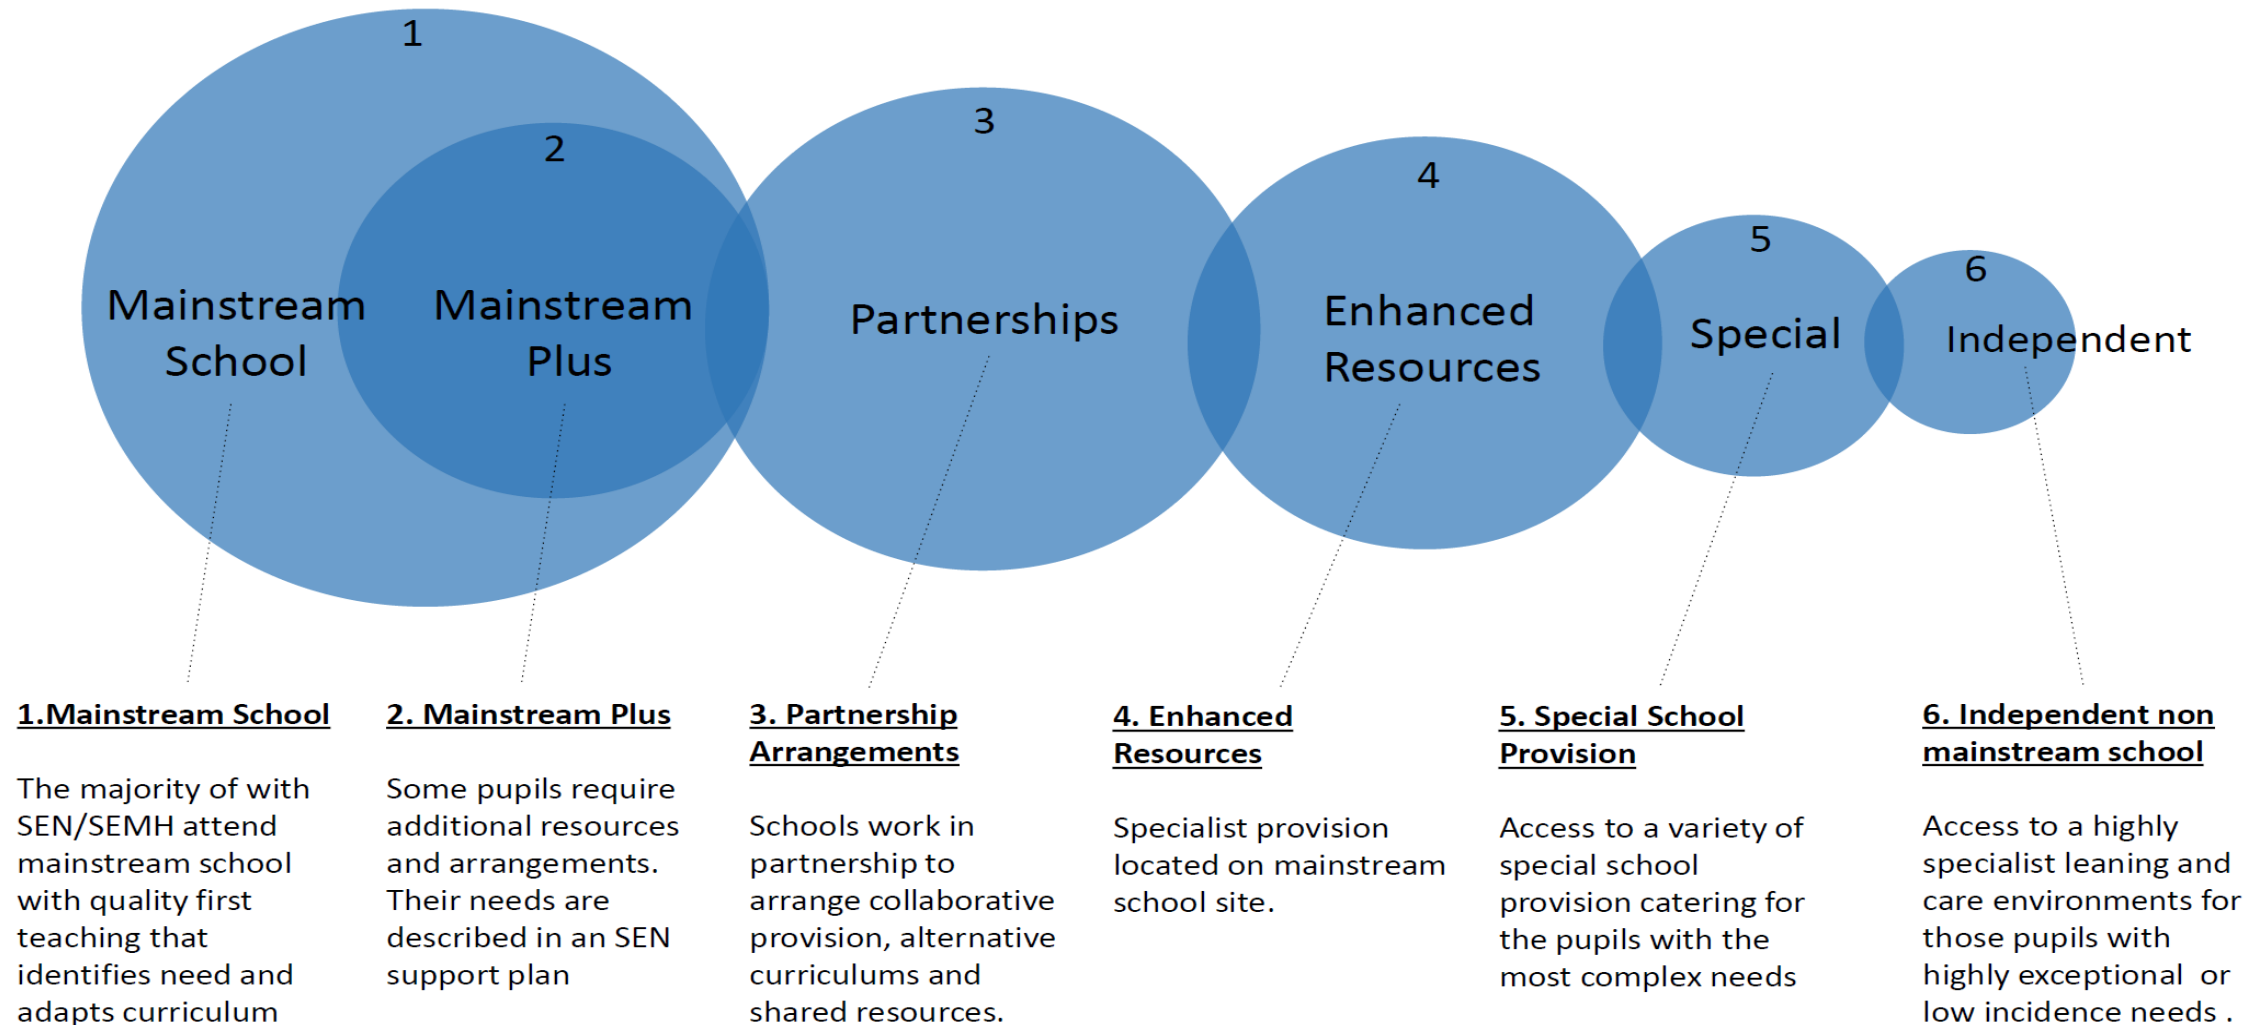 1
2
3
4
5
6
Mainstream
School
Mainstream
Plus
Partnerships
Enhanced
Resources
Special
Independent
1.Mainstream School
The majority of with
SEN/SEMH attend
mainstream school
with quality first
teaching that
identifies need and
adapts curriculum
2. Mainstream Plus
Some pupils require
additional resources
and arrangements.
Their needs are
described in an SEN
support plan
3. Partnership
Arrangements
Schools work in
partnership to
arrange collaborative
provision, alternative
curriculums and
shared resources.
4. Enhanced
Resources
Specialist provision
located on mainstream
school site.
5. Special School
Provision
Access to a variety of
special school
provision catering for
the pupils with the
most complex needs
6. Independent non
mainstream school
Access to a highly
specialist leaning and
care environments for
those pupils with
highly exceptional  or
low incidence needs .